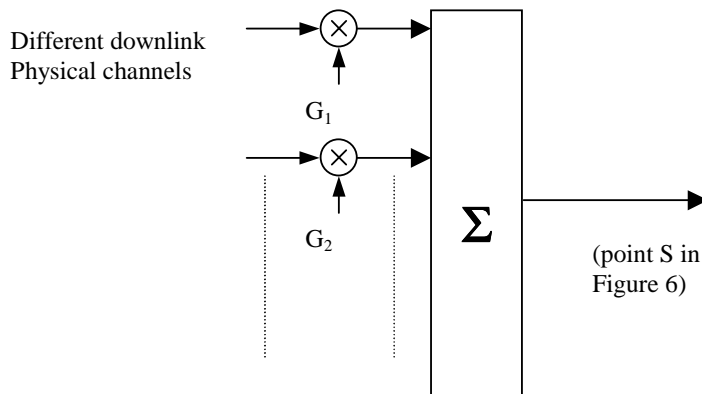 Different downlink
Physical channels
G₁
G₂
Σ
(point S in
Figure 6)